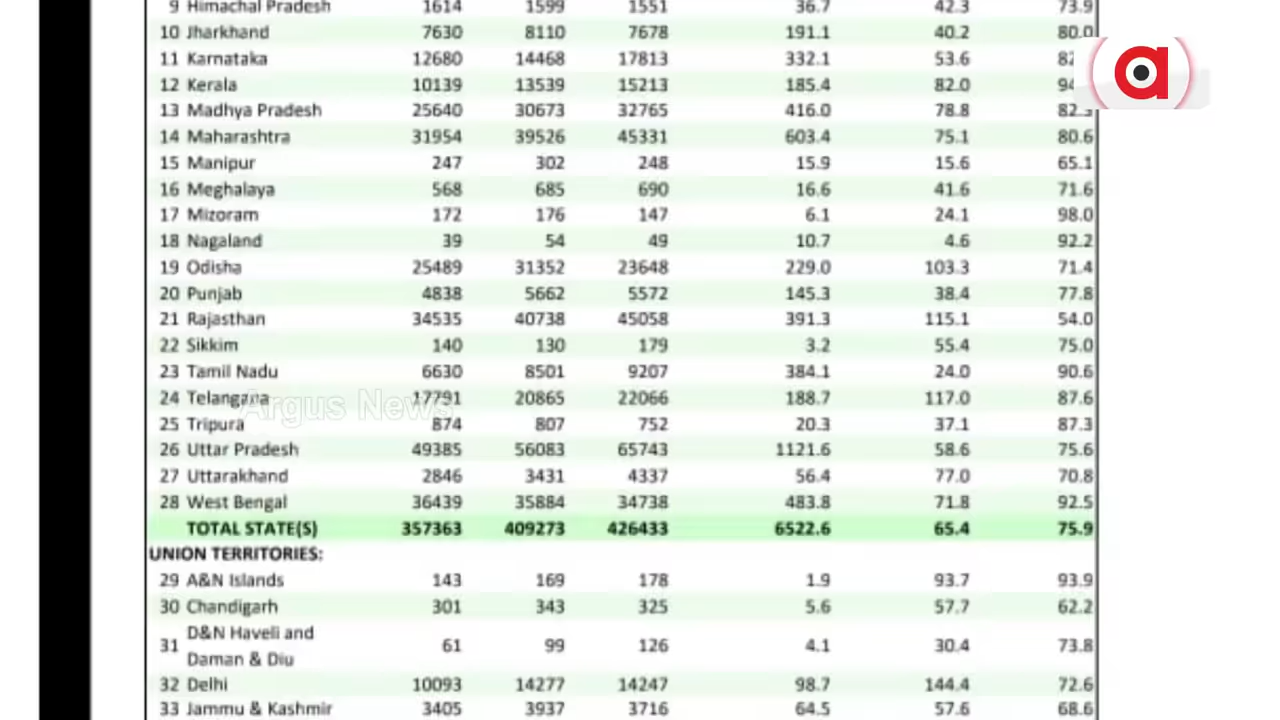 9 Himachal Pradesh 1614 1599 1551 36.7 42.3 73.9
10 Jharkhand 7630 8110 7678 191.1 40.2 80.0
11 Karnataka 12680 14468 17813 332.1 53.6
12 Kerala 10139 13539 15213 185.4 82.0
13 Madhya Pradesh 25640 30673 32765 416.0 78.8 82.3
14 Maharashtra 31954 39526 45331 603.4 75.1 80.6
15 Manipur 247 302 248 15.9 15.6 65.1
16 Meghalaya 568 685 690 16.6 41.6 71.6
17 Mizoram 172 176 147 6.1 24.1 98.0
18 Nagaland 39 54 49 10.7 4.6 92.2
19 Odisha 25489 31352 23648 229.0 103.3 71.4
20 Punjab 4838 5662 5572 145.3 38.4 77.8
21 Rajasthan 34535 40738 45058 391.3 115.1 54.0
22 Sikkim 140 130 179 3.2 55.4 75.0
23 Tamil Nadu 6630 8501 9207 384.1 24.0 90.6
24 Telangana 17791 20865 22066 188.7 117.0 87.6
Argus News
25 Tripura 874 807 752 20.3 37.1 87.3
26 Uttar Pradesh 49385 56083 65743 1121.6 58.6 75.6
27 Uttarakhand 2846 3431 4337 56.4 77.0 70.8
28 West Bengal 36439 35884 34738 483.8 71.8 92.5
TOTAL STATE(S) 357363 409273 426433 6522.6 65.4 75.9
UNION TERRITORIES:
29 A&N Islands 143 169 178 1.9 93.7 93.9
30 Chandigarh 301 343 325 5.6 57.7 62.2
31 D&N Haveli and
Daman & Diu 61 99 126 4.1 30.4 73.8
32 Delhi 10093 14277 14247 98.7 144.4 72.6
33 Jammu & Kashmir 3405 3937 3716 64.5 57.6 68.6
a